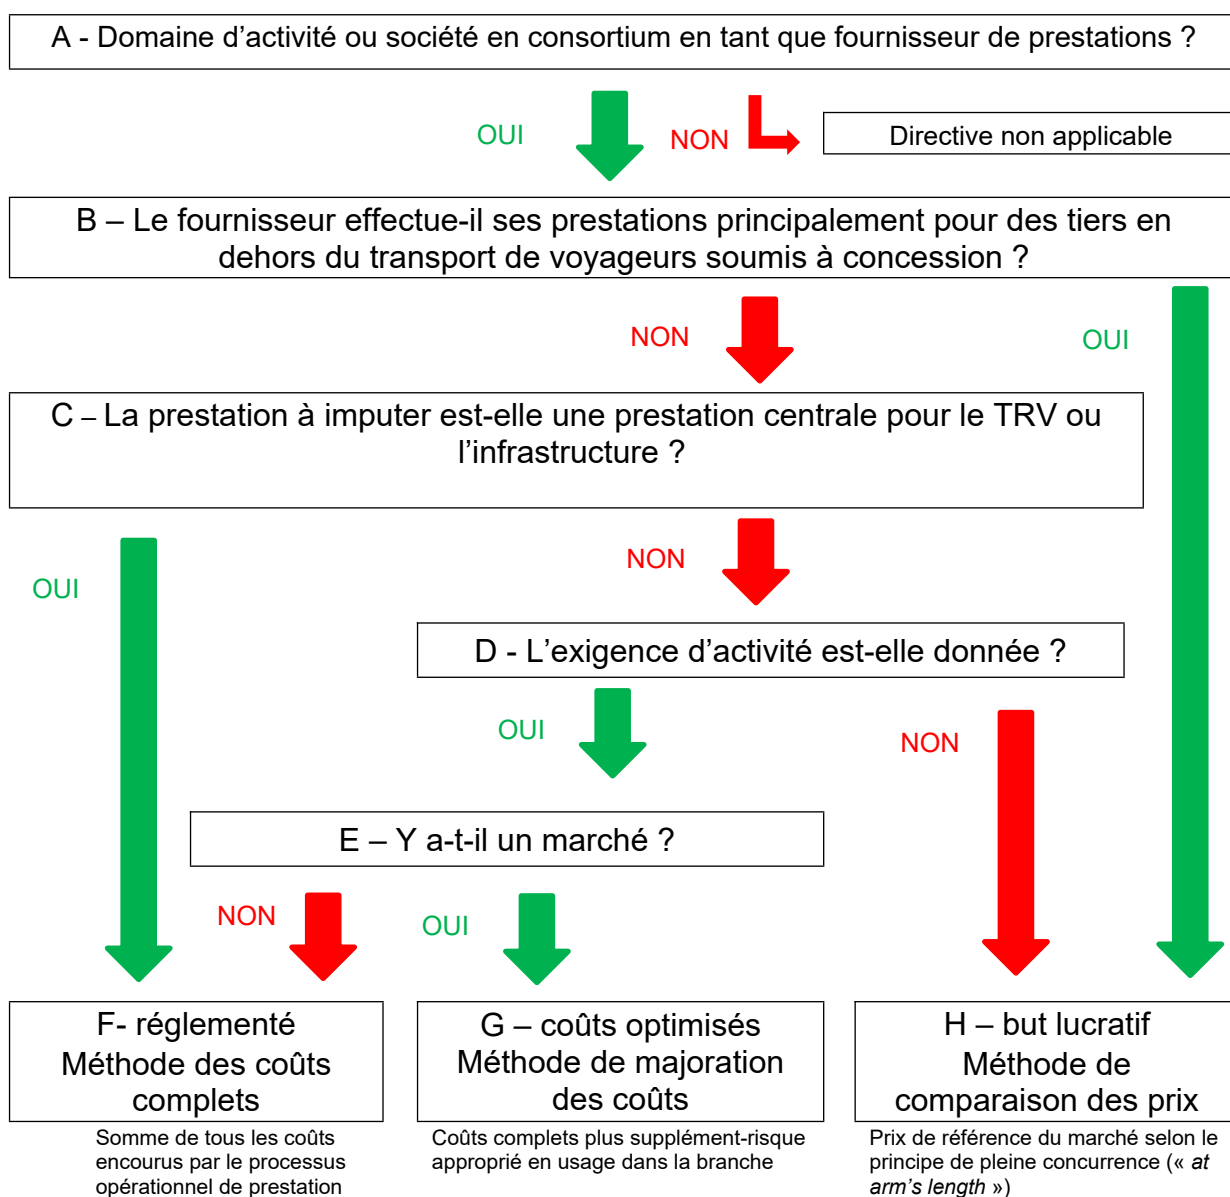 A - Domaine d’activité ou société en consortium en tant que fournisseur de prestations ?
OUI
NON
Directive non applicable
B – Le fournisseur effectue-il ses prestations principalement pour des tiers en
dehors du transport de voyageurs soumis à concession ?
NON
OUI
C – La prestation à imputer est-elle une prestation centrale pour le TRV ou
l’infrastructure ?
OUI
NON
D - L’exigence d’activité est-elle donnée ?
OUI
NON
E – Y a-t-il un marché ?
NON
OUI
F- réglementé
Méthode des coûts
complets
G – coûts optimisés
Méthode de majoration
des coûts
H – but lucratif
Méthode de
comparaison des prix
Somme de tous les coûts
encourus par le processus
opérationnel de prestation
Coûts complets plus supplément-risque
approprié en usage dans la branche
Prix de référence du marché selon le
principe de pleine concurrence (« at
arm’s length »)